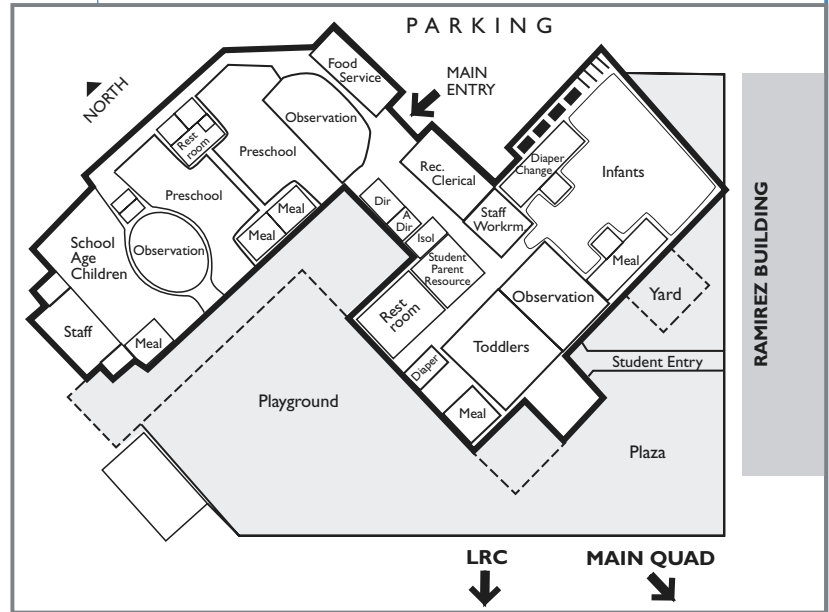 PARKING
Food
Service
MAIN
ENTRY
NORTH
Observation
Rest
room
Preschool
Rec.
Clerical
Diaper
Change
Infants
Preschool
Meal
Meal
Dir
A
Dir
Isol
Staff
Workrm.
School
Age
Children
Observation
Student
Parent
Resource
Meal
Observation
Yard
RAMIREZ BUILDING
Rest
room
Staff
Meal
Toddlers
Student Entry
Diaper
Playground
Meal
Plaza
LRC
MAIN QUAD